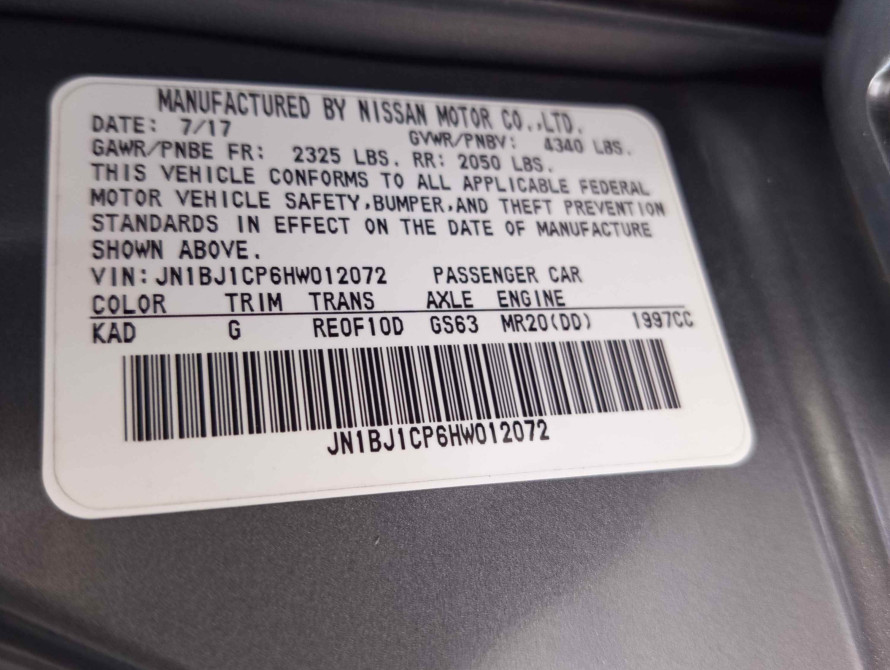 MANUFACTURED BY NISSAN MOTOR CO.,LTD.
DATE: 7/17 GVWR/PNBV: 4340 LBS.
GAWR/PNBE FR: 2325 LBS. RR: 2050 LBS.
THIS VEHICLE CONFORMS TO ALL APPLICABLE FEDERAL
MOTOR VEHICLE SAFETY,BUMPER,AND THEFT PREVENTION
STANDARDS IN EFFECT ON THE DATE OF MANUFACTURE
SHOWN ABOVE.
VIN:JN1BJ1CP6HW012072 PASSENGER CAR
COLOR TRIM TRANS AXLE ENGINE
KAD G RE0F10D GS63 MR20(DD) 1997CC
JN1BJ1CP6HW012072